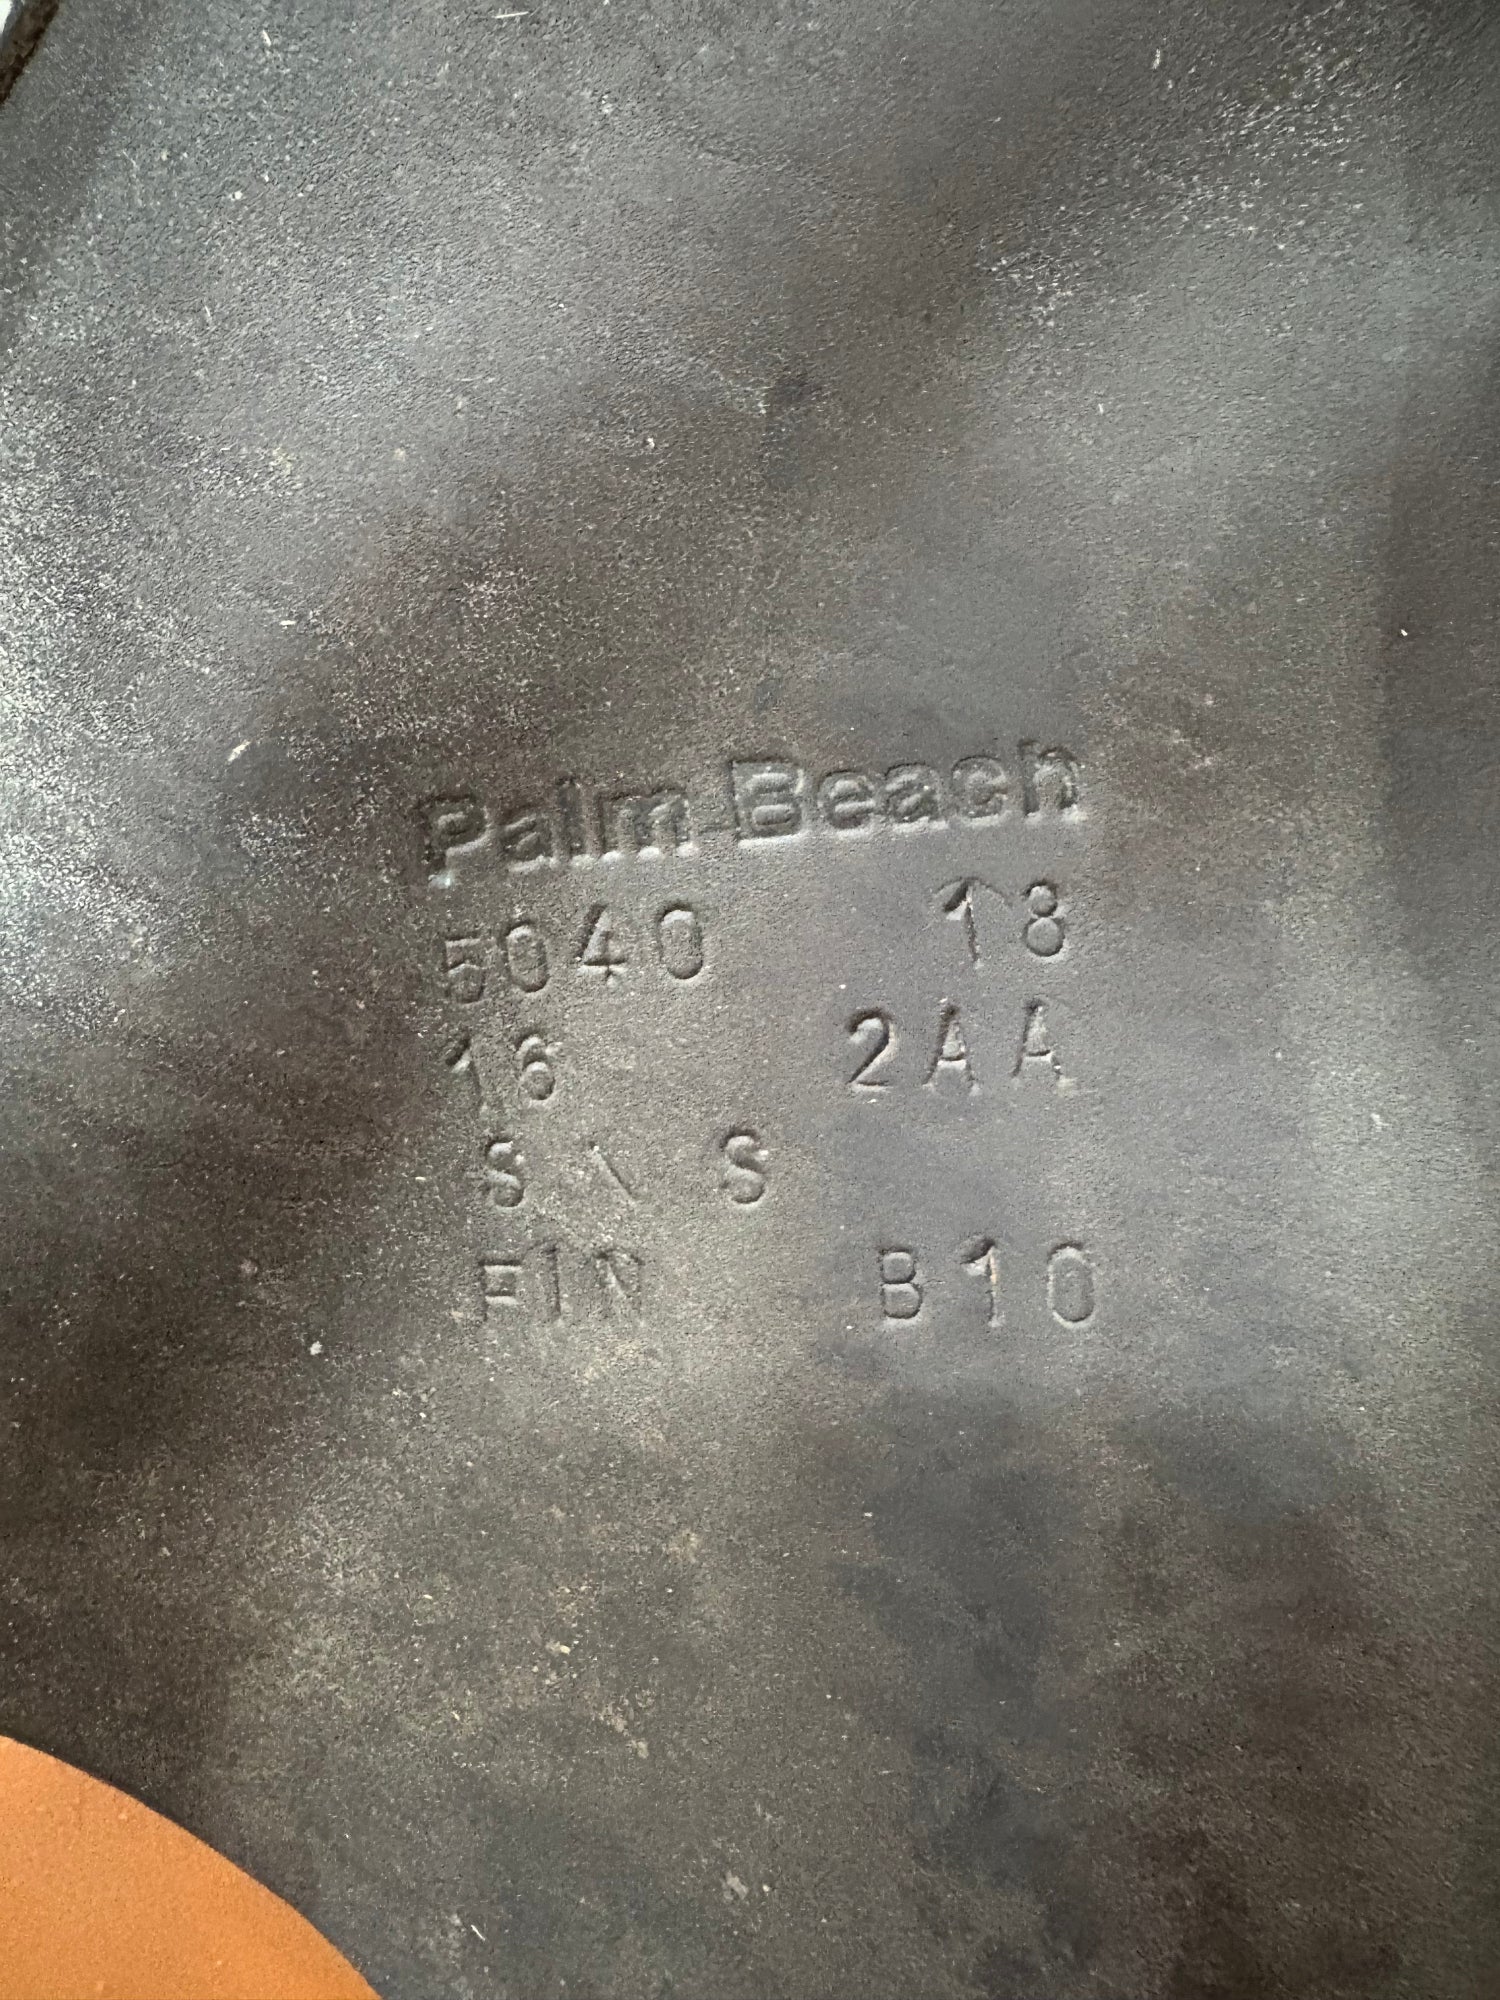 Palm Beach
5040 18
16 2AA
S \ S
FIN B10